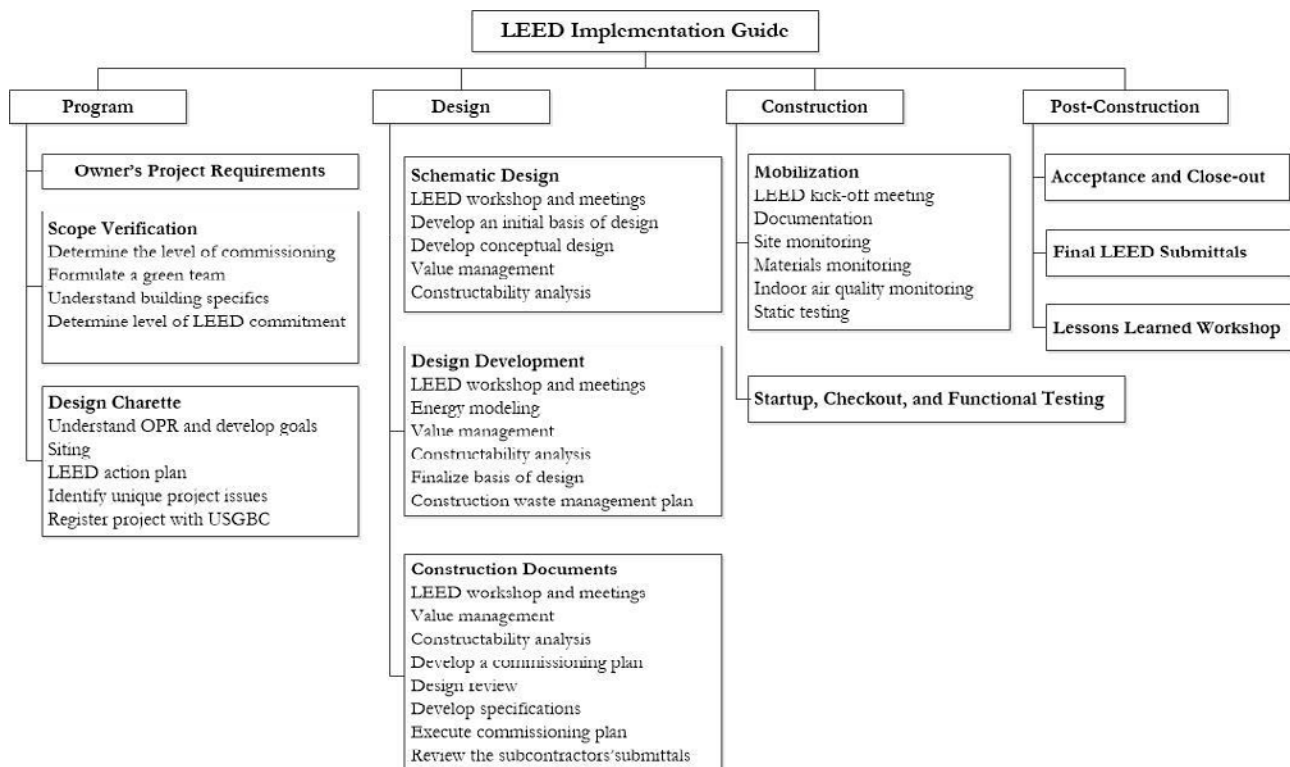 LEED Implementation Guide
Program
Owner's Project Requirements
Scope Verification
Determine the level of commissioning
Formulate a green team
Understand building specifics
Determine level of LEED commitment
Design Charette
Understand OPR and develop goals
Siting
LEED action plan
Identify unique project issues
Register project with USGBC
Design
Schematic Design
LEED workshop and meetings
Develop an initial basis of design
Develop conceptual design
Value management
Constructability analysis
Design Development
LEED workshop and meetings
Energy modeling
Value management
Constructability analysis
Finalize basis of design
Construction waste management plan
Construction Documents
LEED workshop and meetings
Value management
Constructability analysis
Develop a commissioning plan
Design review
Develop specifications
Execute commissioning plan
Review the subcontractors'submittals
Construction
Mobilization
LEED kick-off meeting
Documentation
Site monitoring
Materials monitoring
Indoor air quality monitoring
Static testing
Startup, Checkout, and Functional Testing
Post-Construction
Acceptance and Close-out
Final LEED Submittals
Lessons Learned Workshop